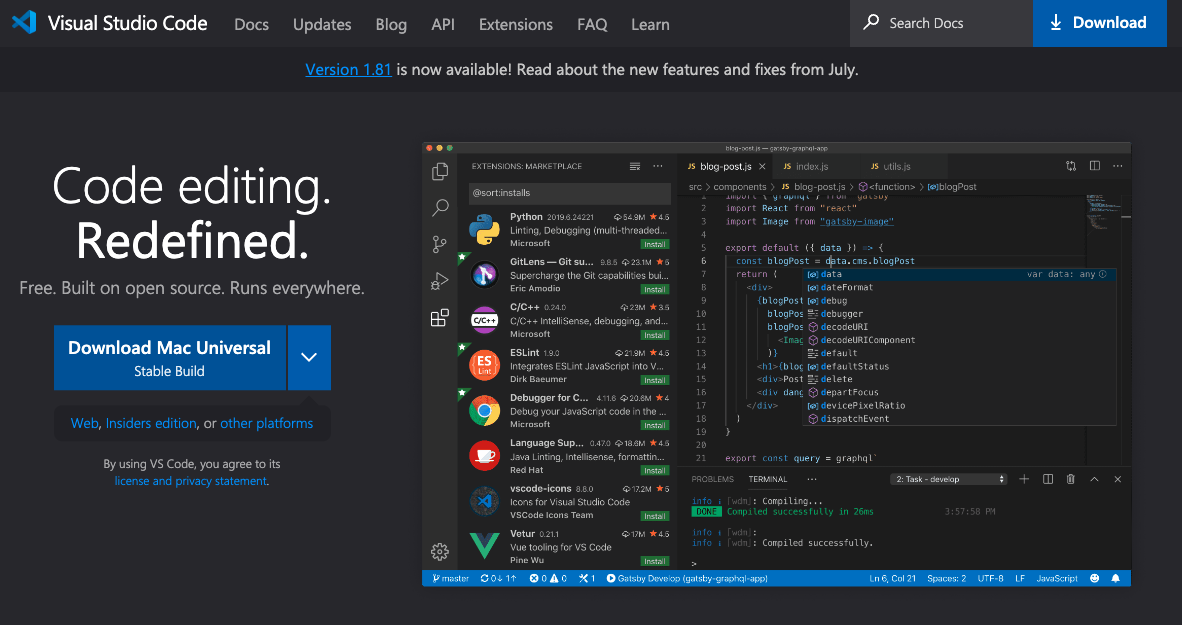 Visual Studio Code Docs Updates Blog API Extensions FAQ Learn Search Docs Download
Version 1.81 is now available! Read about the new features and fixes from July.
Code editing.
Redefined.
Free. Built on open source. Runs everywhere.
Download Mac Universal
Stable Build
Web, Insiders edition, or other platforms
By using VS Code, you agree to its
license and privacy statement.
blog-post.js — gatsby-graphql-app
EXTENSIONS: MARKETPLACE
@sort:installs
Python 2019.6.24221 54.9M 4.5
Linting, Debugging (multi-threaded...
Microsoft Install
GitLens — Git su... 9.8.5 23.1M 5
Supercharge the Git capabilities bui...
Eric Amodio Install
C/C++
C/C++ 0.24.0 23M 3.5
C/C++ IntelliSense, debugging, and...
Microsoft Install
ES
Lint
ESLint 1.9.0 21.9M 4.5
Integrates ESLint JavaScript into V...
Dirk Baeumer Install
Debugger for C... 4.11.6 20.6M 4
Debug your JavaScript code in the ...
Microsoft Install
Language Sup... 0.47.0 18.6M 4.5
Java Linting, Intellisense, formattin...
Red Hat Install
vscode-icons 8.8.0 17.2M 5
Icons for Visual Studio Code
VSCode Icons Team Install
Vetur 0.21.1 17M 4.5
Vue tooling for VS Code
Pine Wu Install
JS blog-post.js JS index.js JS utils.js
src > components > JS blog-post.js > <function> > blogPost
1 import { graphql } from "gatsby"
2 import React from "react"
3 import Image from "gatsby-image"
4
5 export default ({ data }) => {
6 const blogPost = data.cms.blogPost
7 return (
8 <div>
9 {blogPost
10 blogPos
11 blogPos
12 <Imag
13 )}
14 <h1>{blog
15 <div>Post
16 <div dang
17 </div>
18 )
19 }
20
21 export const query = graphql`
data var data: any
dateFormat
debug
debugger
decodeURI
decodeURIComponent
default
defaultStatus
delete
departFocus
devicePixelRatio
dispatchEvent
PROBLEMS TERMINAL ... 2: Task - develop
info [wdm]: Compiling...
DONE Compiled successfully in 26ms 3:57:58 PM
info [wdm]:
info [wdm]: Compiled successfully.
>
master 0↓ 1↑ 0 0 1 Gatsby Develop (gatsby-graphql-app) Ln 6, Col 21 Spaces: 2 UTF-8 LF JavaScript